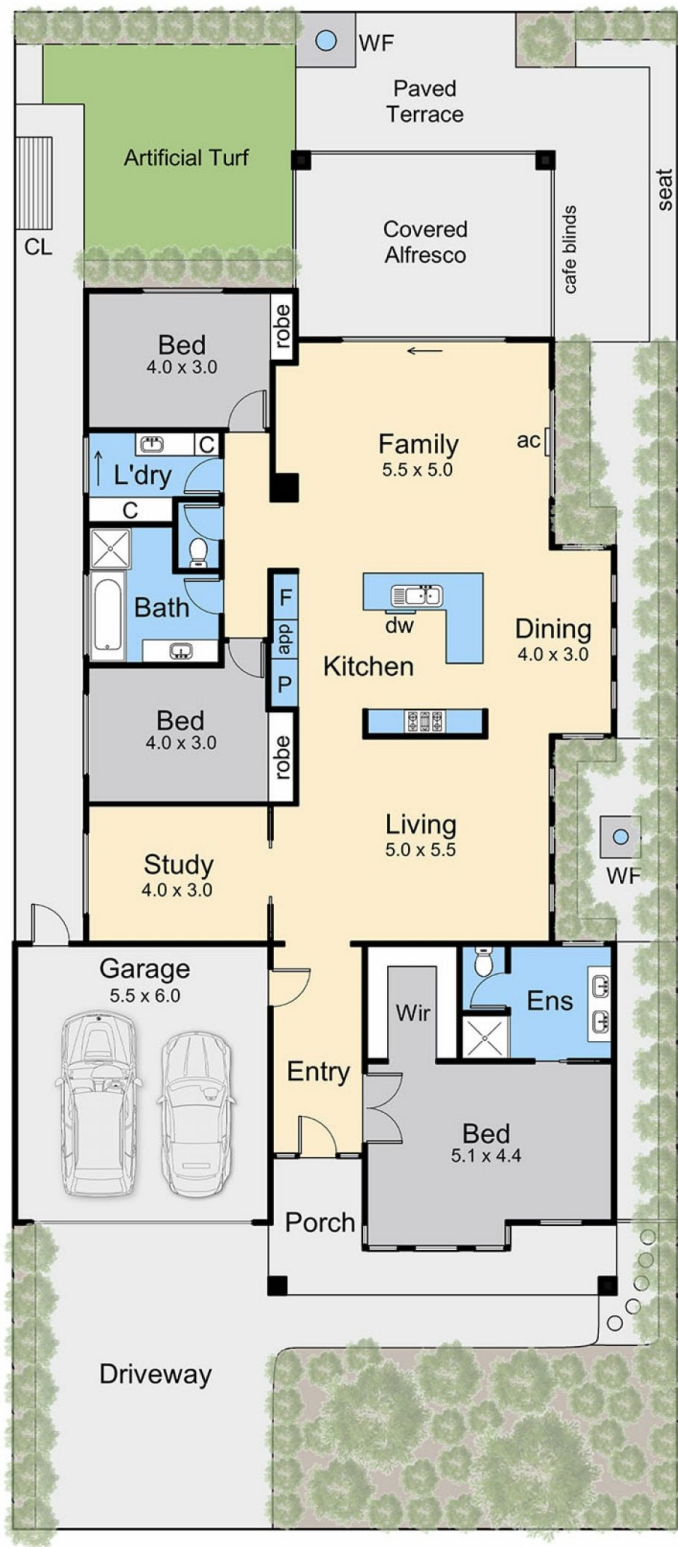 WF
Paved
Terrace
Artificial Turf
seat
CL
Covered
Alfresco
cafe blinds
Bed
4.0 x 3.0
robe
Family
5.5 x 5.0
ac
C
L'dry
C
F
Bath
dw
app
Dining
4.0 x 3.0
Kitchen
P
Bed
4.0 x 3.0
robe
Living
5.0 x 5.5
Study
4.0 x 3.0
WF
Garage
5.5 x 6.0
Ens
Wir
Entry
Bed
5.1 x 4.4
Porch
Driveway